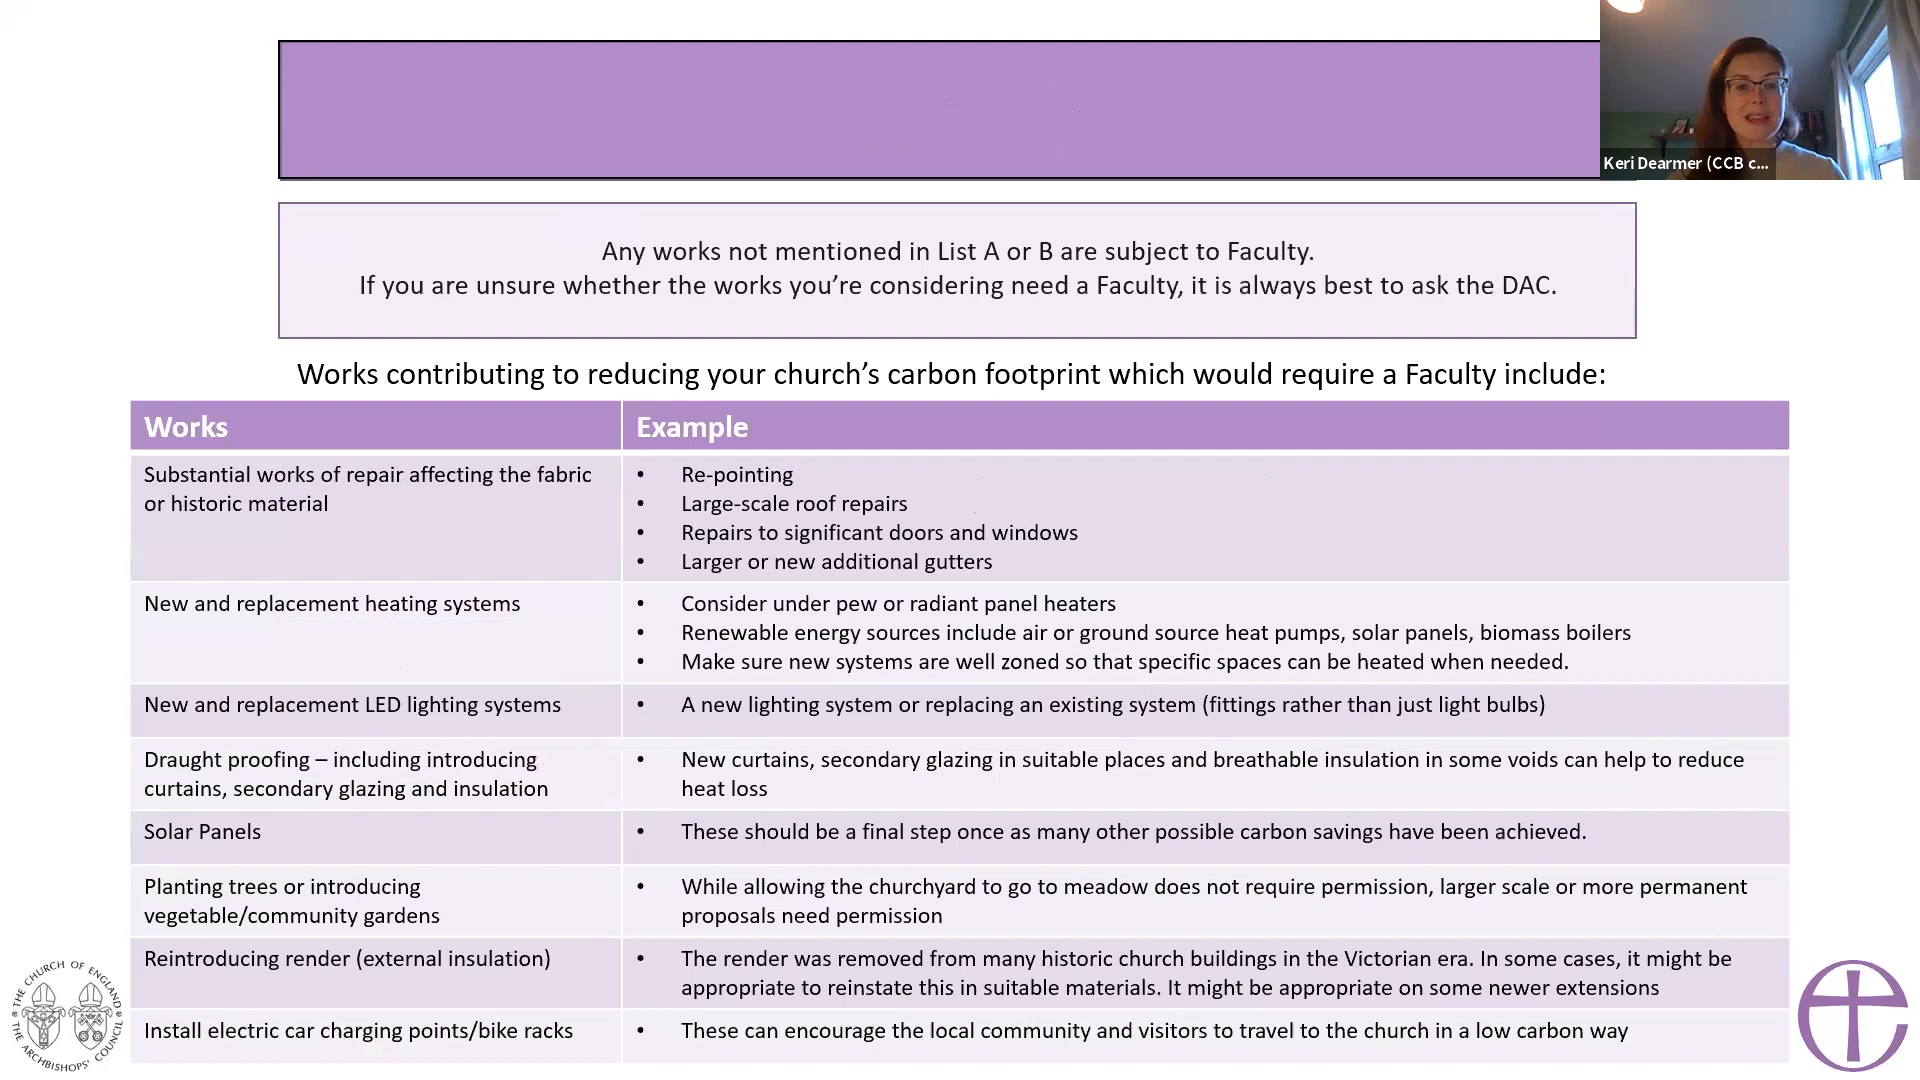 Keri Dearmer (CCB c...
Any works not mentioned in List A or B are subject to Faculty.
If you are unsure whether the works you’re considering need a Faculty, it is always best to ask the DAC.
Works contributing to reducing your church’s carbon footprint which would require a Faculty include:
Works
Example
Substantial works of repair affecting the fabric
or historic material
• Re-pointing
• Large-scale roof repairs
• Repairs to significant doors and windows
• Larger or new additional gutters
New and replacement heating systems
• Consider under pew or radiant panel heaters
• Renewable energy sources include air or ground source heat pumps, solar panels, biomass boilers
• Make sure new systems are well zoned so that specific spaces can be heated when needed.
New and replacement LED lighting systems
• A new lighting system or replacing an existing system (fittings rather than just light bulbs)
Draught proofing – including introducing
curtains, secondary glazing and insulation
• New curtains, secondary glazing in suitable places and breathable insulation in some voids can help to reduce
heat loss
Solar Panels
• These should be a final step once as many other possible carbon savings have been achieved.
Planting trees or introducing
vegetable/community gardens
• While allowing the churchyard to go to meadow does not require permission, larger scale or more permanent
proposals need permission
Reintroducing render (external insulation)
• The render was removed from many historic church buildings in the Victorian era. In some cases, it might be
appropriate to reinstate this in suitable materials. It might be appropriate on some newer extensions
Install electric car charging points/bike racks
• These can encourage the local community and visitors to travel to the church in a low carbon way
THE CHURCH OF ENGLAND
THE ARCHBISHOPS’ COUNCIL